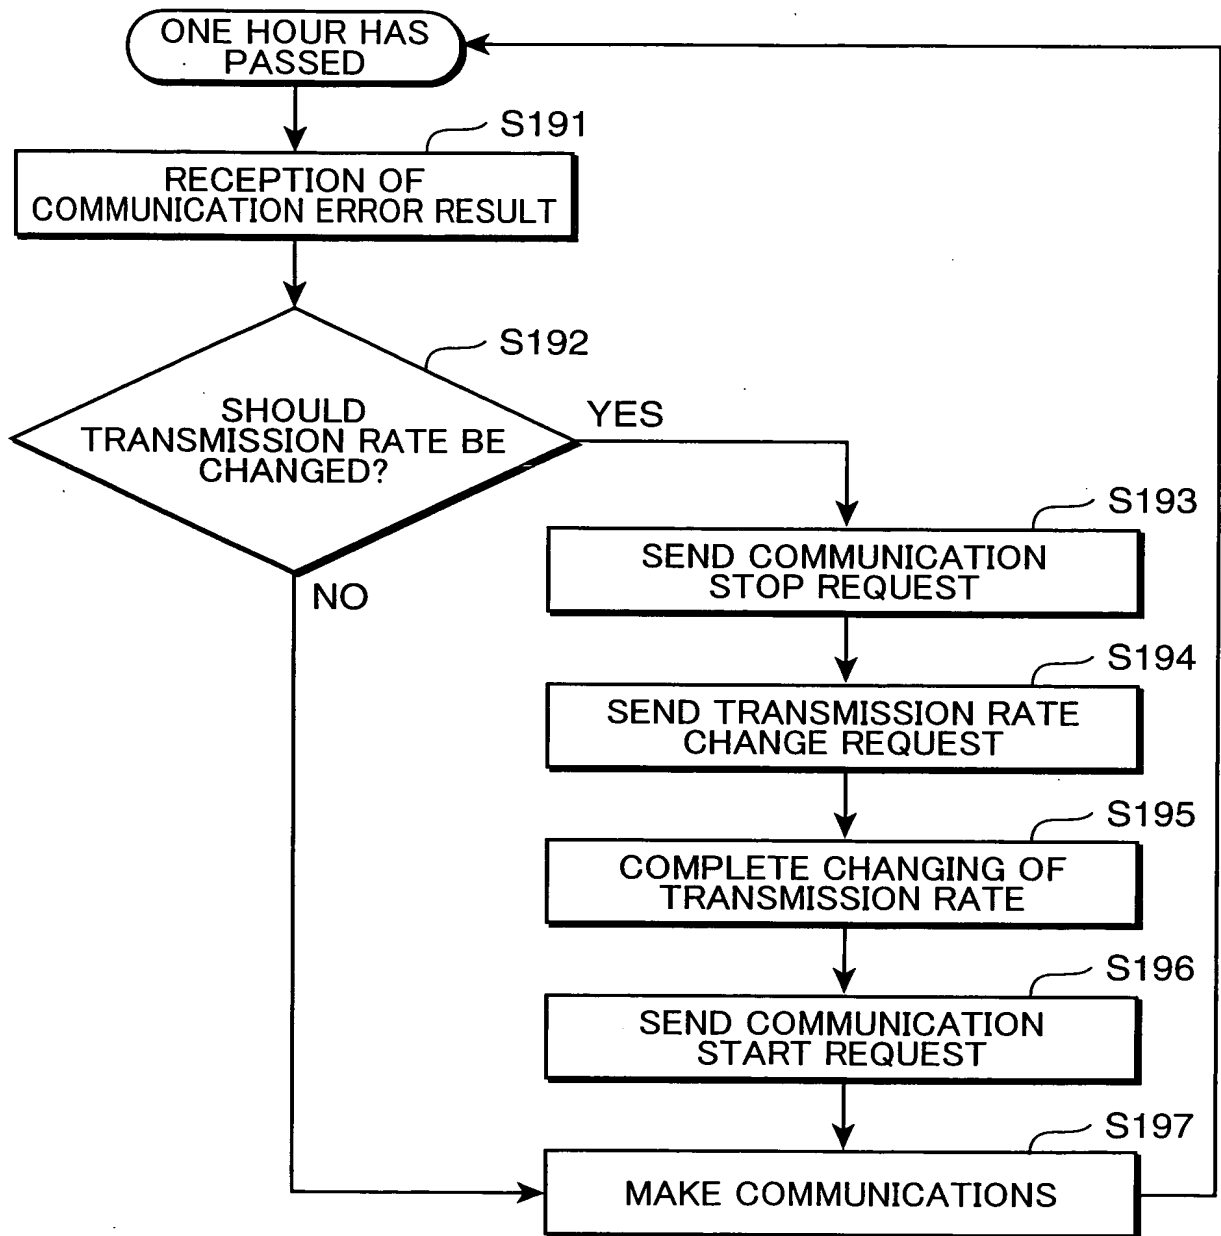 ONE HOUR HAS
PASSED
S191
RECEPTION OF
COMMUNICATION ERROR RESULT
S192
SHOULD
TRANSMISSION RATE BE
CHANGED?
YES
NO
S193
SEND COMMUNICATION
STOP REQUEST
S194
SEND TRANSMISSION RATE
CHANGE REQUEST
S195
COMPLETE CHANGING OF
TRANSMISSION RATE
S196
SEND COMMUNICATION
START REQUEST
S197
MAKE COMMUNICATIONS